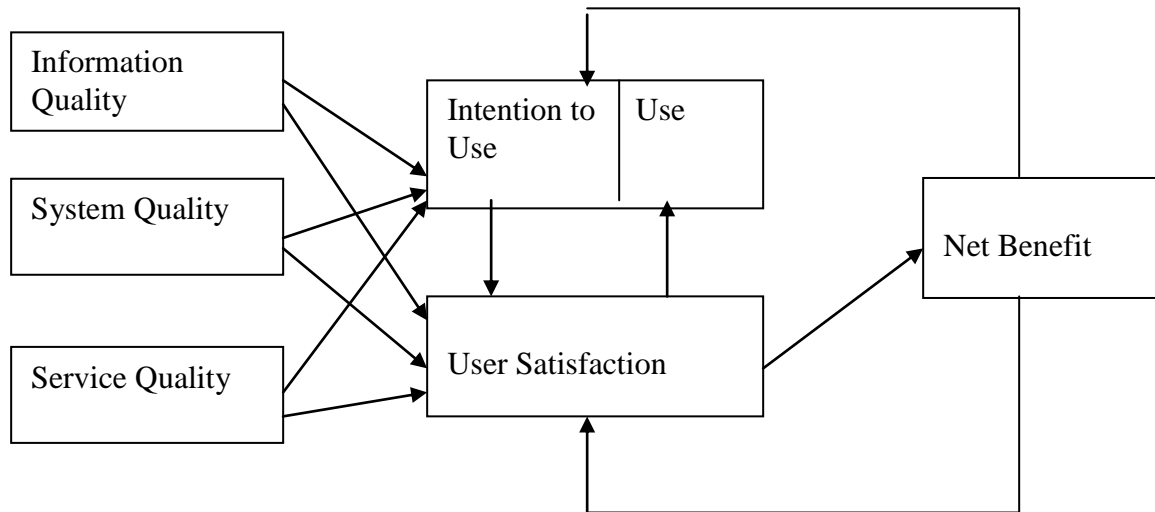 Information
Quality
Intention to
Use
Use
System Quality
Net Benefit
User Satisfaction
Service Quality